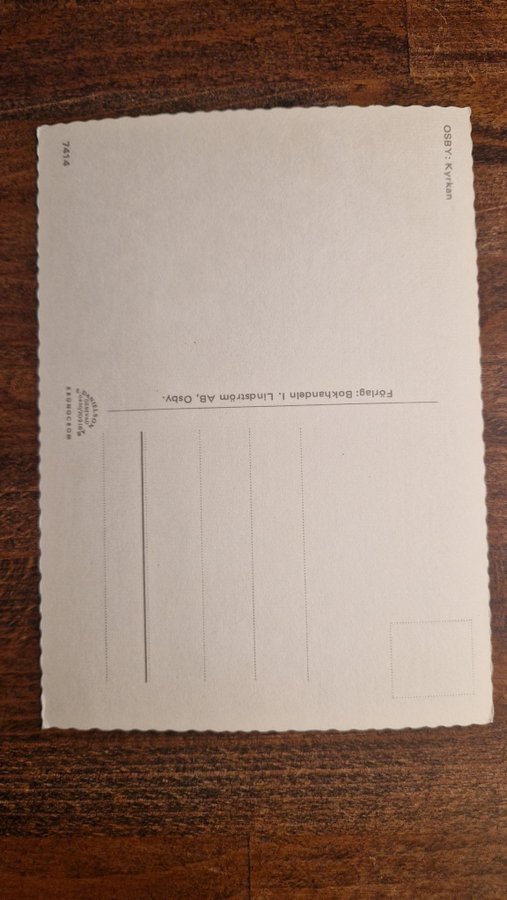 OSBY: Kyrkan
Förlag: Bokhandeln I. Lindström AB, Osby.
7414